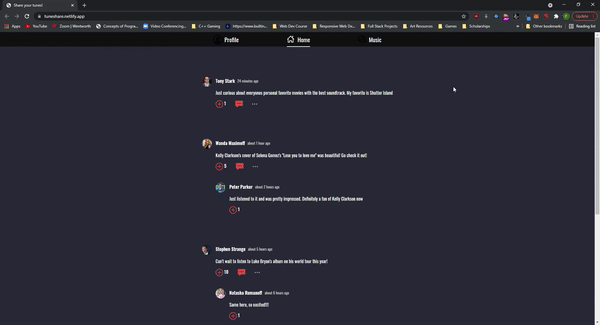 Share your tunes!
tuneshare.netlify.app
Update
Apps
YouTube
Zoom | Wentworth
Concepts of Progra...
Video Conferencing...
C++ Gaming
https://www.builtin...
Web Dev Course
Responsive Web De...
Full Stack Projects
Art Resources
Games
Scholarships
Other bookmarks
Reading list
Profile
Home
Music
Tony Stark 24 minutes ago
Just curious about everyones personal favorite movies with the best soundtrack. My favorite is Shutter Island
1
Wanda Maximoff about 1 hour ago
Kelly Clarkson's cover of Selena Gomez's "Lose you to love me" was beautiful! Go check it out!
5
Peter Parker about 2 hours ago
Just listened to it and was pretty impressed. Definitely a fan of Kelly Clarkson now
1
Stephen Strange about 5 hours ago
Can't wait to listen to Luke Bryan's album on his world tour this year!
10
Natasha Romanoff about 6 hours ago
Same here, so excited!!!
1